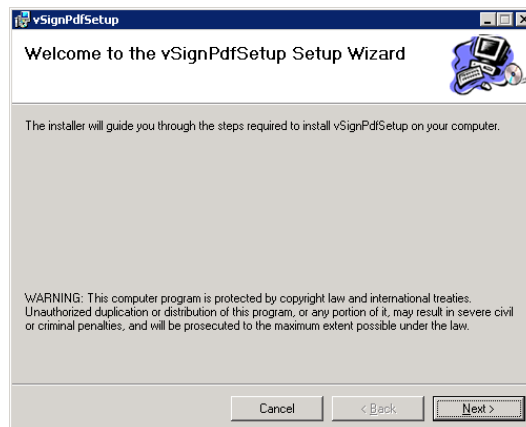 vSignPdfSetup
Welcome to the vSignPdfSetup Setup Wizard
The installer will guide you through the steps required to install vSignPdfSetup on your computer.
WARNING: This computer program is protected by copyright law and international treaties.
Unauthorized duplication or distribution of this program, or any portion of it, may result in severe civil
or criminal penalties, and will be prosecuted to the maximum extent possible under the law.
Cancel
< Back
Next >